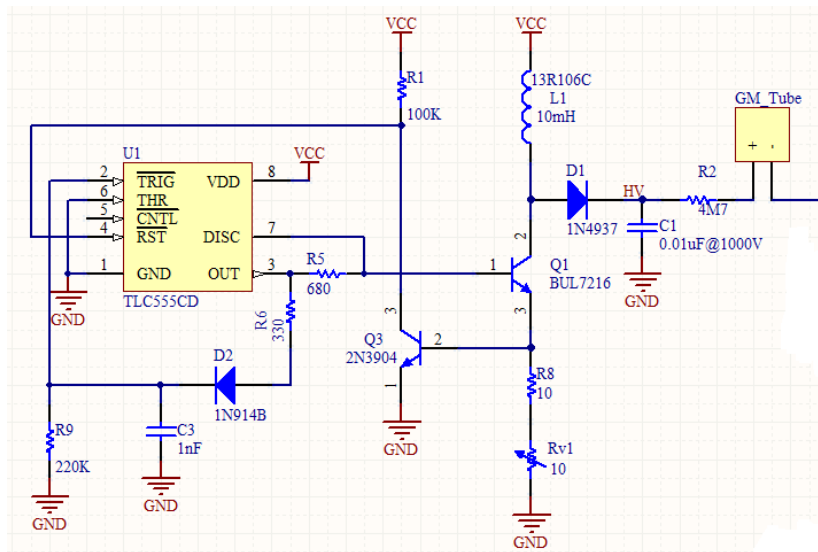 VCC
VCC
R1
100K
13R106C
L1
10mH
GM_Tube
+ -
U1
VCC
2 TRIG VDD 8
6 THR
5 CNTL
4 RST DISC 7
1 GND OUT 3
TLC555CD
GND
R5
680
R6
330
D1
1N4937
HV
R2
4M7
C1
0.01uF@1000V
GND
2
1
Q1
BUL7216
3
3
Q3
2N3904
2
1
GND
D2
1N914B
R9
220K
GND
C3
1nF
GND
R8
10
Rv1
10
GND